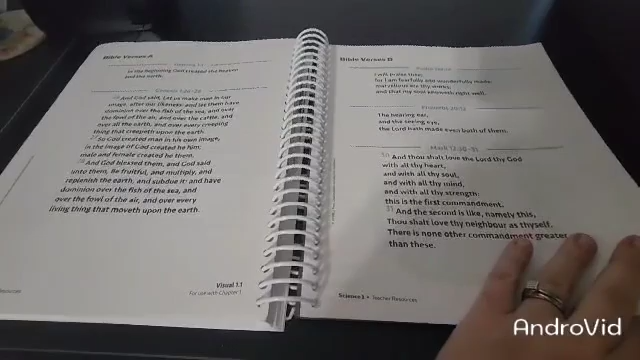 Bible Verses A
Genesis 1:1
In the beginning God created the heaven
and the earth.
Genesis 1:26–28
26 And God said, Let us make man in our
image, after our likeness: and let them have
dominion over the fish of the sea, and over
the fowl of the air, and over the cattle, and
over all the earth, and over every creeping
thing that creepeth upon the earth.
27 So God created man in his own image,
in the image of God created he him;
male and female created he them.
28 And God blessed them, and God said
unto them, Be fruitful, and multiply, and
replenish the earth, and subdue it: and have
dominion over the fish of the sea, and
over the fowl of the air, and over every
living thing that moveth upon the earth.
Visual 1.1
For use with Chapter 1
Resources
Bible Verses B
I will praise thee;
for I am fearfully and wonderfully made:
marvellous are thy works;
and that my soul knoweth right well.
Proverbs 20:12
The hearing ear,
and the seeing eye,
the Lord hath made even both of them.
Mark 12:30–31
30 And thou shalt love the Lord thy God
with all thy heart,
and with all thy soul,
and with all thy mind,
and with all thy strength:
this is the first commandment.
31 And the second is like, namely this,
Thou shalt love thy neighbour as thyself.
There is none other commandment greater
than these.
Science 1 • Teacher Resources
AndroVid